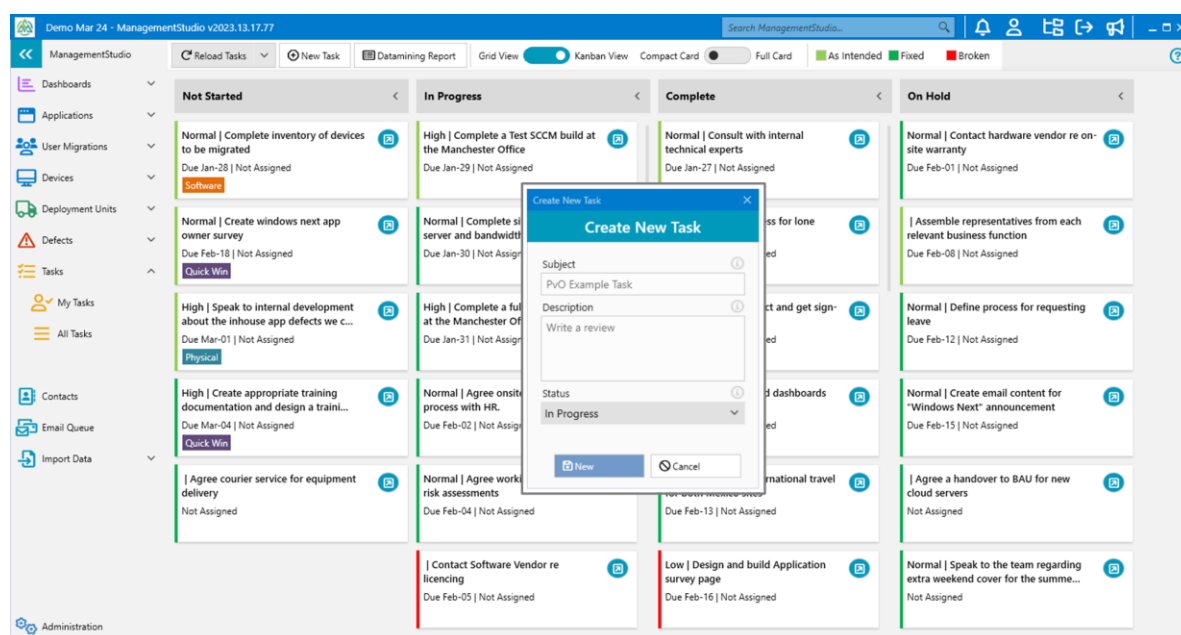 Demo Mar 24 - ManagementStudio v2023.13.17.77
Search ManagementStudio...
ManagementStudio
Reload Tasks
New Task
Datamining Report
Grid View
Kanban View
Compact Card
Full Card
As Intended
Fixed
Broken
Dashboards
Applications
User Migrations
Devices
Deployment Units
Defects
Tasks
My Tasks
All Tasks
Contacts
Email Queue
Import Data
Administration
Not Started
Normal | Complete inventory of devices
to be migrated
Due Jan-28 | Not Assigned
Software
Normal | Create windows next app
owner survey
Due Feb-18 | Not Assigned
Quick Win
High | Speak to internal development
about the inhouse app defects we c...
Due Mar-01 | Not Assigned
Physical
High | Create appropriate training
documentation and design a traini...
Due Mar-04 | Not Assigned
Quick Win
| Agree courier service for equipment
delivery
Not Assigned
In Progress
High | Complete a Test SCCM build at
the Manchester Office
Due Jan-29 | Not Assigned
Normal | Complete si
server and bandwidth
Due Jan-30 | Not Assign
High | Complete a ful
at the Manchester Of
Due Jan-31 | Not Assign
Normal | Agree onsite
process with HR.
Due Feb-02 | Not Assign
Normal | Agree worki
risk assessments
Due Feb-04 | Not Assigned
| Contact Software Vendor re
licencing
Due Feb-05 | Not Assigned
Complete
Normal | Consult with internal
technical experts
Due Jan-27 | Not Assigned
ss for lone
ed
ct and get sign-
ed
d dashboards
ed
rnational travel
for both Mexico sites
Due Feb-13 | Not Assigned
Low | Design and build Application
survey page
Due Feb-16 | Not Assigned
On Hold
Normal | Contact hardware vendor re on-
site warranty
Due Feb-01 | Not Assigned
| Assemble representatives from each
relevant business function
Due Feb-08 | Not Assigned
Normal | Define process for requesting
leave
Due Feb-12 | Not Assigned
Normal | Create email content for
"Windows Next" announcement
Due Feb-15 | Not Assigned
| Agree a handover to BAU for new
cloud servers
Not Assigned
Normal | Speak to the team regarding
extra weekend cover for the summe...
Not Assigned
Create New Task
Create New Task
Subject
PvO Example Task
Description
Write a review
Status
In Progress
New
Cancel